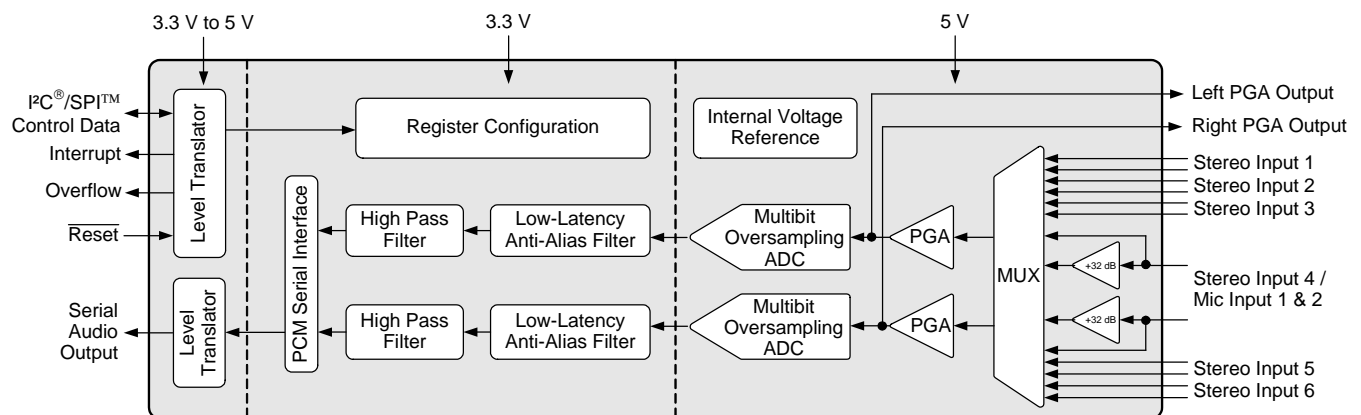 3.3 V to 5 V
3.3 V
5 V
I²C®/SPI™
Control Data
Interrupt
Overflow
Reset
Serial
Audio
Output
Level Translator
Level
Translator
Register Configuration
PCM Serial Interface
High Pass
Filter
Low-Latency
Anti-Alias Filter
High Pass
Filter
Low-Latency
Anti-Alias Filter
Internal Voltage
Reference
Multibit
Oversampling
ADC
Multibit
Oversampling
ADC
PGA
PGA
MUX
+32 dB
+32 dB
Left PGA Output
Right PGA Output
Stereo Input 1
Stereo Input 2
Stereo Input 3
Stereo Input 4 /
Mic Input 1 & 2
Stereo Input 5
Stereo Input 6